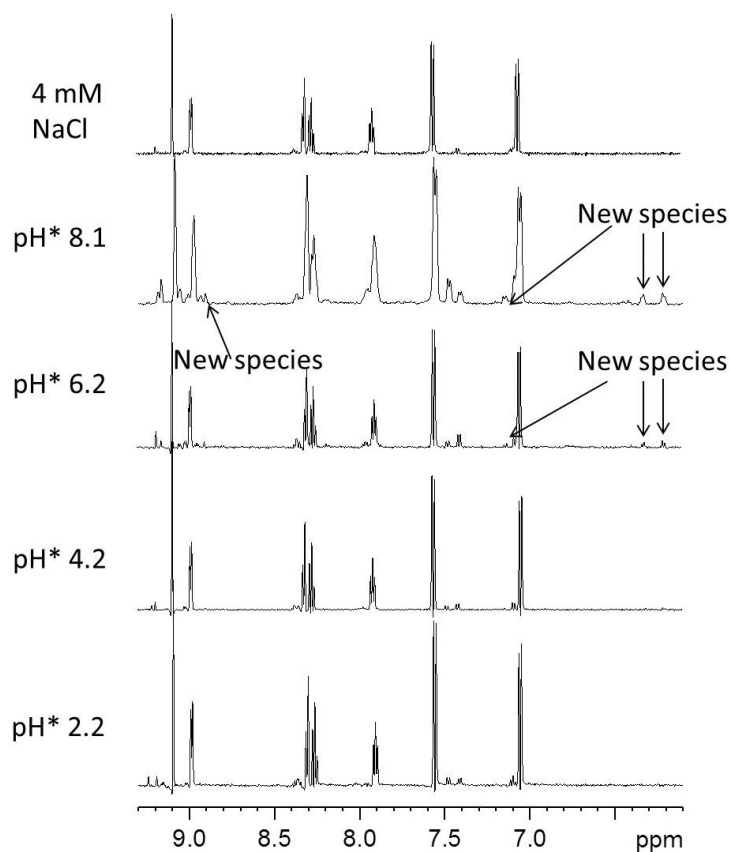 4 mM
NaCl
pH* 8.1
New species
New species
pH* 6.2
New species
pH* 4.2
pH* 2.2
9.0 8.5 8.0 7.5 7.0 ppm